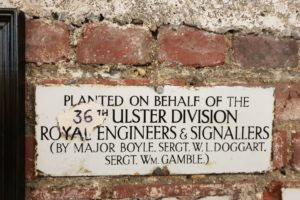 PLANTED ON BEHALF OF THE
36TH ULSTER DIVISION
ROYAL ENGINEERS & SIGNALLERS
(BY MAJOR BOYLE, SERGT. W. L. DOGGART,
SERGT. WM. GAMBLE.)